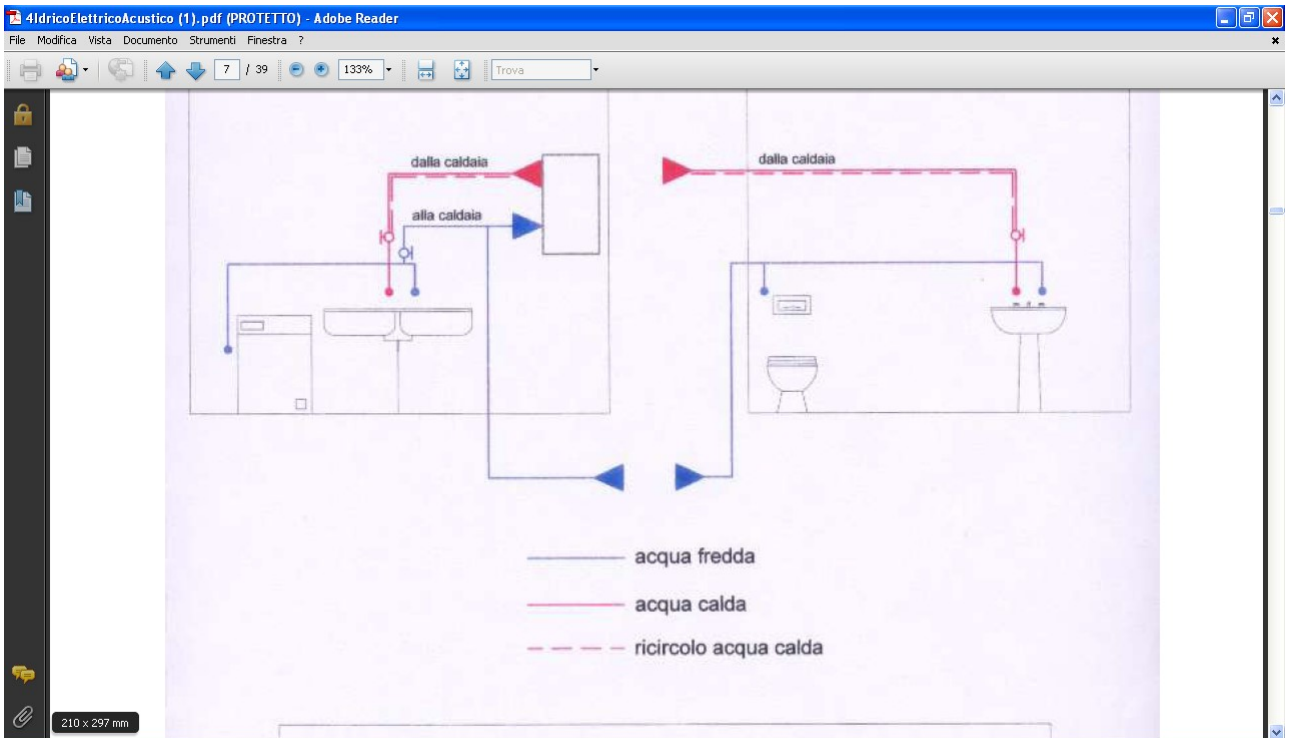 4IdricoElettricoAcustico (1).pdf (PROTETTO) - Adobe Reader
File Modifica Vista Documento Strumenti Finestra ?
7 / 39 133% Trova
dalla caldaia
dalla caldaia
alla caldaia
acqua fredda
acqua calda
ricircolo acqua calda
210 x 297 mm